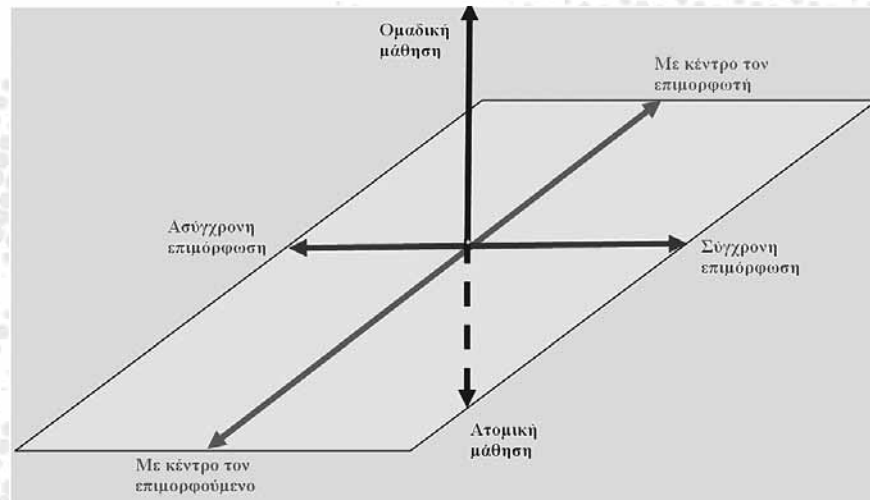 Ομαδική
μάθηση
Με κέντρο τον
επιμορφωτή
Ασύγχρονη
επιμόρφωση
Σύγχρονη
επιμόρφωση
Ατομική
μάθηση
Με κέντρο τον
επιμορφούμενο